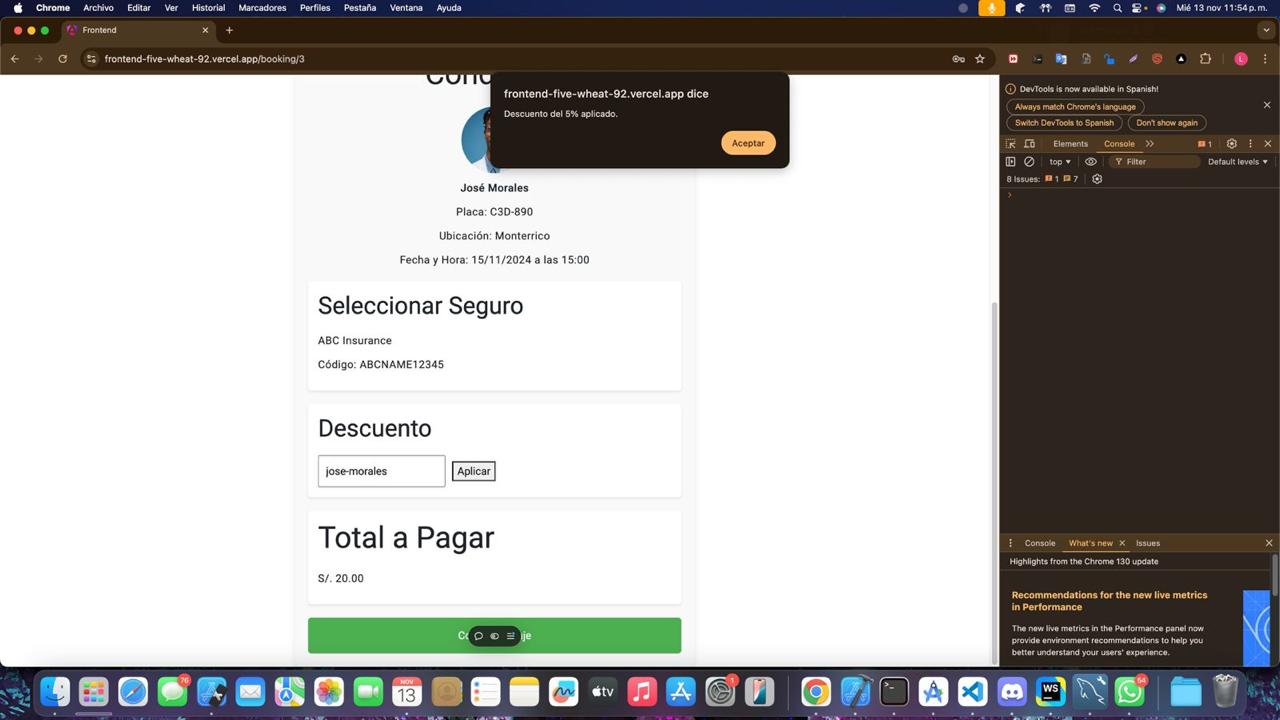 Chrome Archivo Editar Ver Historial Marcadores Perfiles Pestaña Ventana Ayuda Mié 13 nov 11:54 p.m.
Frontend
frontend-five-wheat-92.vercel.app/booking/3
L
frontend-five-wheat-92.vercel.app dice
Descuento del 5% aplicado.
Aceptar
José Morales
Placa: C3D-890
Ubicación: Monterrico
Fecha y Hora: 15/11/2024 a las 15:00
Seleccionar Seguro
ABC Insurance
Código: ABCNAME12345
Descuento
jose-morales
Aplicar
Total a Pagar
S/. 20.00
DevTools is now available in Spanish!
Always match Chrome's language
Switch DevTools to Spanish
Don't show again
Elements
Console
1
top
Filter
Default levels
8 Issues: 1 7
Console
What's new
Issues
Highlights from the Chrome 130 update
Recommendations for the new live metrics
in Performance
The new live metrics in the Performance panel now
provide environment recommendations to help you
better understand your users' experience.
76
NOV
13
tv
1
WS
54